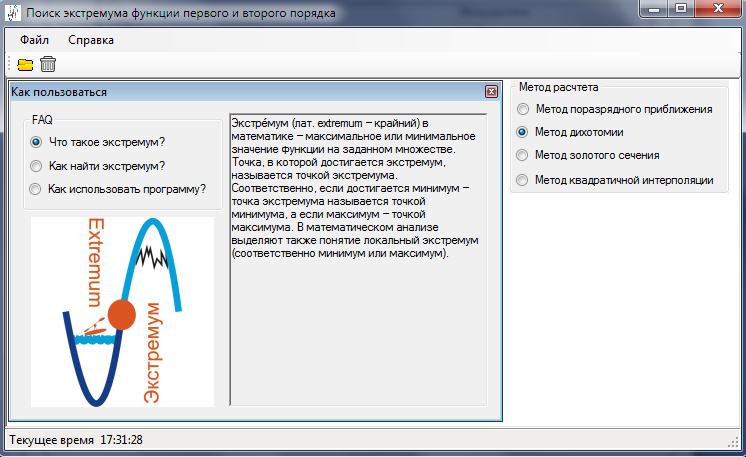 Поиск экстремума функции первого и второго порядка
Файл Справка
Как пользоваться
FAQ
Что такое экстремум?
Как найти экстремум?
Как использовать программу?
Extremum
Экстремум
Экстре́мум (лат. extremum – крайний) в
математике – максимальное или минимальное
значение функции на заданном множестве.
Точка, в которой достигается экстремум,
называется точкой экстремума.
Соответственно, если достигается минимум –
точка экстремума называется точкой
минимума, а если максимум – точкой
максимума. В математическом анализе
выделяют также понятие локальный экстремум
(соответственно минимум или максимум).
Метод расчтета
Метод поразрядного приближения
Метод дихотомии
Метод золотого сечения
Метод квадратичной интерполяции
Текущее время 17:31:28